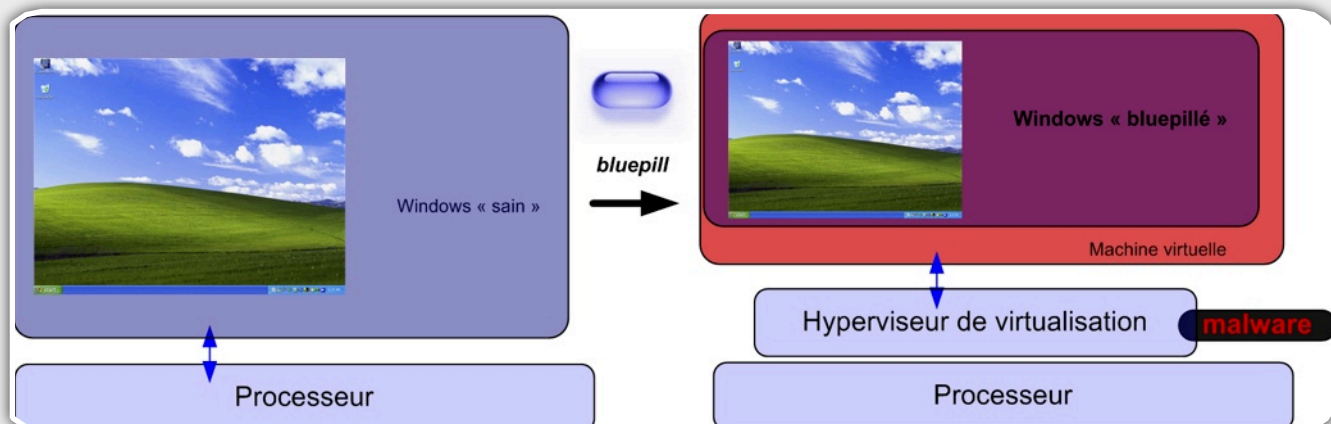 Windows « sain »
Processeur
bluepill
Windows « bluepillé »
Machine virtuelle
Hyperviseur de virtualisation
malware
Processeur